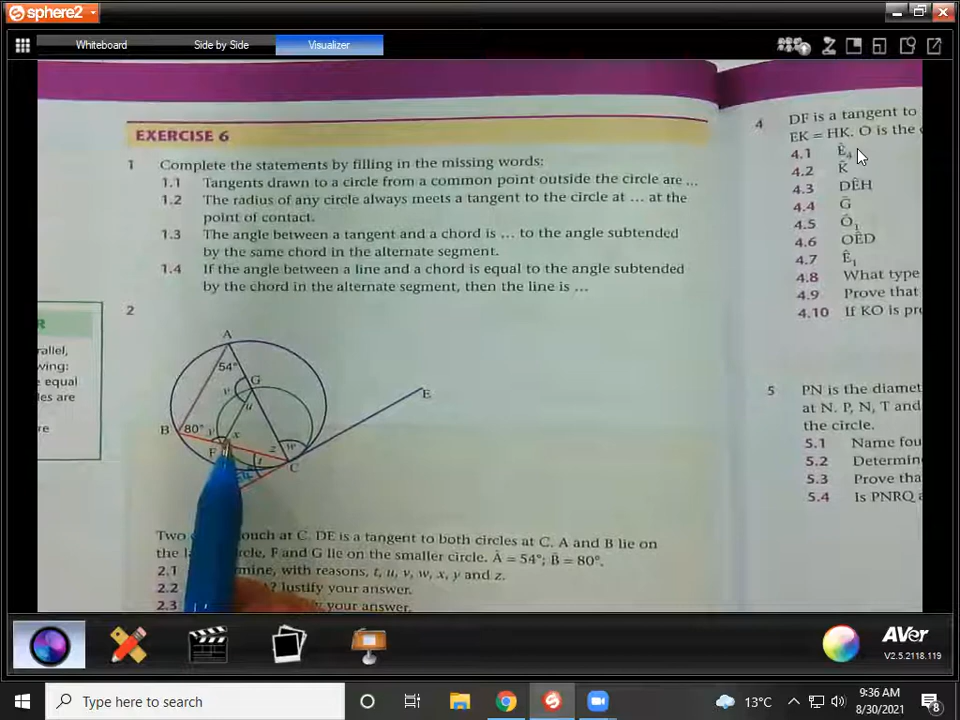 sphere2
Whiteboard
Side by Side
Visualizer
EXERCISE 6
1 Complete the statements by filling in the missing words:
1.1 Tangents drawn to a circle from a common point outside the circle are ...
1.2 The radius of any circle always meets a tangent to the circle at ... at the
point of contact.
1.3 The angle between a tangent and a chord is ... to the angle subtended
by the same chord in the alternate segment.
1.4 If the angle between a line and a chord is equal to the angle subtended
by the chord in the alternate segment, then the line is ...
2
A
54°
G
v
u
E
B
80°
y
x
F
z
w
t
C
Two touch at C. DE is a tangent to both circles at C. A and B lie on
the circle, F and G lie on the smaller circle. Â = 54°; B̂ = 80°.
2.1 with reasons, t, u, v, w, x, y and z.
2.2 Justify your answer.
2.3 your answer.
R
parallel,
wing:
equal
les are
re
4 DF is a tangent to
EK = HK. O is the
4.1 Ê₄
4.2 K̂
4.3 DÊH
4.4 Ĝ
4.5 Ô₁
4.6 OÊD
4.7 Ê₁
4.8 What type
4.9 Prove that
4.10 If KO is pr
5 PN is the diamet
at N. P, N, T and
the circle.
5.1 Name fou
5.2 Determin
5.3 Prove tha
5.4 Is PNRQ a
AVer
V2.5.2118.119
Type here to search
13°C
9:36 AM
8/30/2021
8